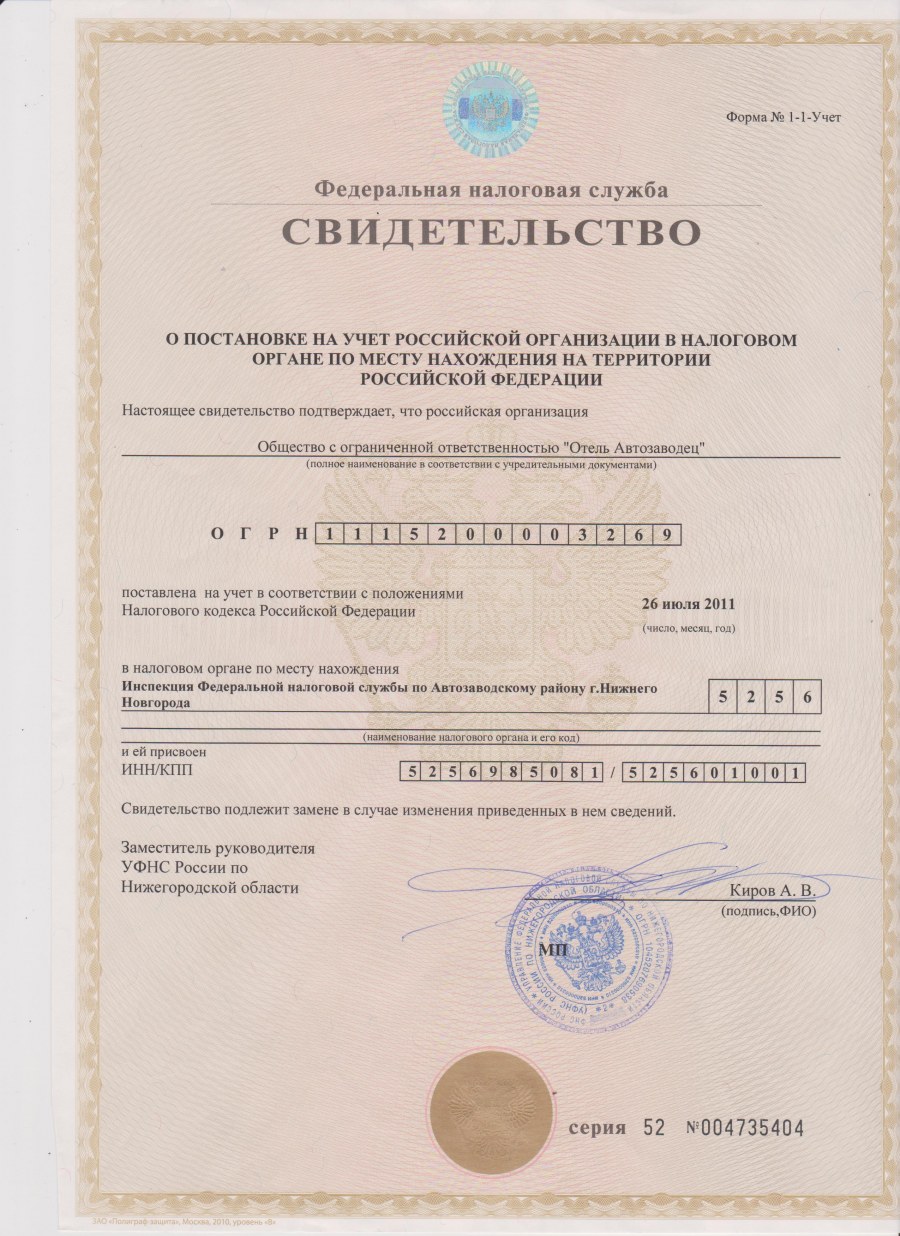 Форма № 1-1-Учет
Федеральная налоговая служба
СВИДЕТЕЛЬСТВО
О ПОСТАНОВКЕ НА УЧЕТ РОССИЙСКОЙ ОРГАНИЗАЦИИ В НАЛОГОВОМ
ОРГАНЕ ПО МЕСТУ НАХОЖДЕНИЯ НА ТЕРРИТОРИИ
РОССИЙСКОЙ ФЕДЕРАЦИИ
Настоящее свидетельство подтверждает, что российская организация
Общество с ограниченной ответственностью "Отель Автозаводец"
(полное наименование в соответствии с учредительными документами)
О Г Р Н 1 1 1 5 2 0 0 0 0 3 2 6 9
поставлена на учет в соответствии с положениями
Налогового кодекса Российской Федерации
26 июля 2011
(число, месяц, год)
в налоговом органе по месту нахождения
Инспекция Федеральной налоговой службы по Автозаводскому району г.Нижнего
Новгорода
5 2 5 6
(наименование налогового органа и его код)
и ей присвоен
ИНН/КПП 5 2 5 6 9 8 5 0 8 1 / 5 2 5 6 0 1 0 0 1
Свидетельство подлежит замене в случае изменения приведенных в нем сведений.
Заместитель руководителя
УФНС России по
Нижегородской области
Киров А. В.
(подпись,ФИО)
МП
серия 52 №004735404
ЗАО «Полиграф-защита», Москва, 2010, уровень «В»